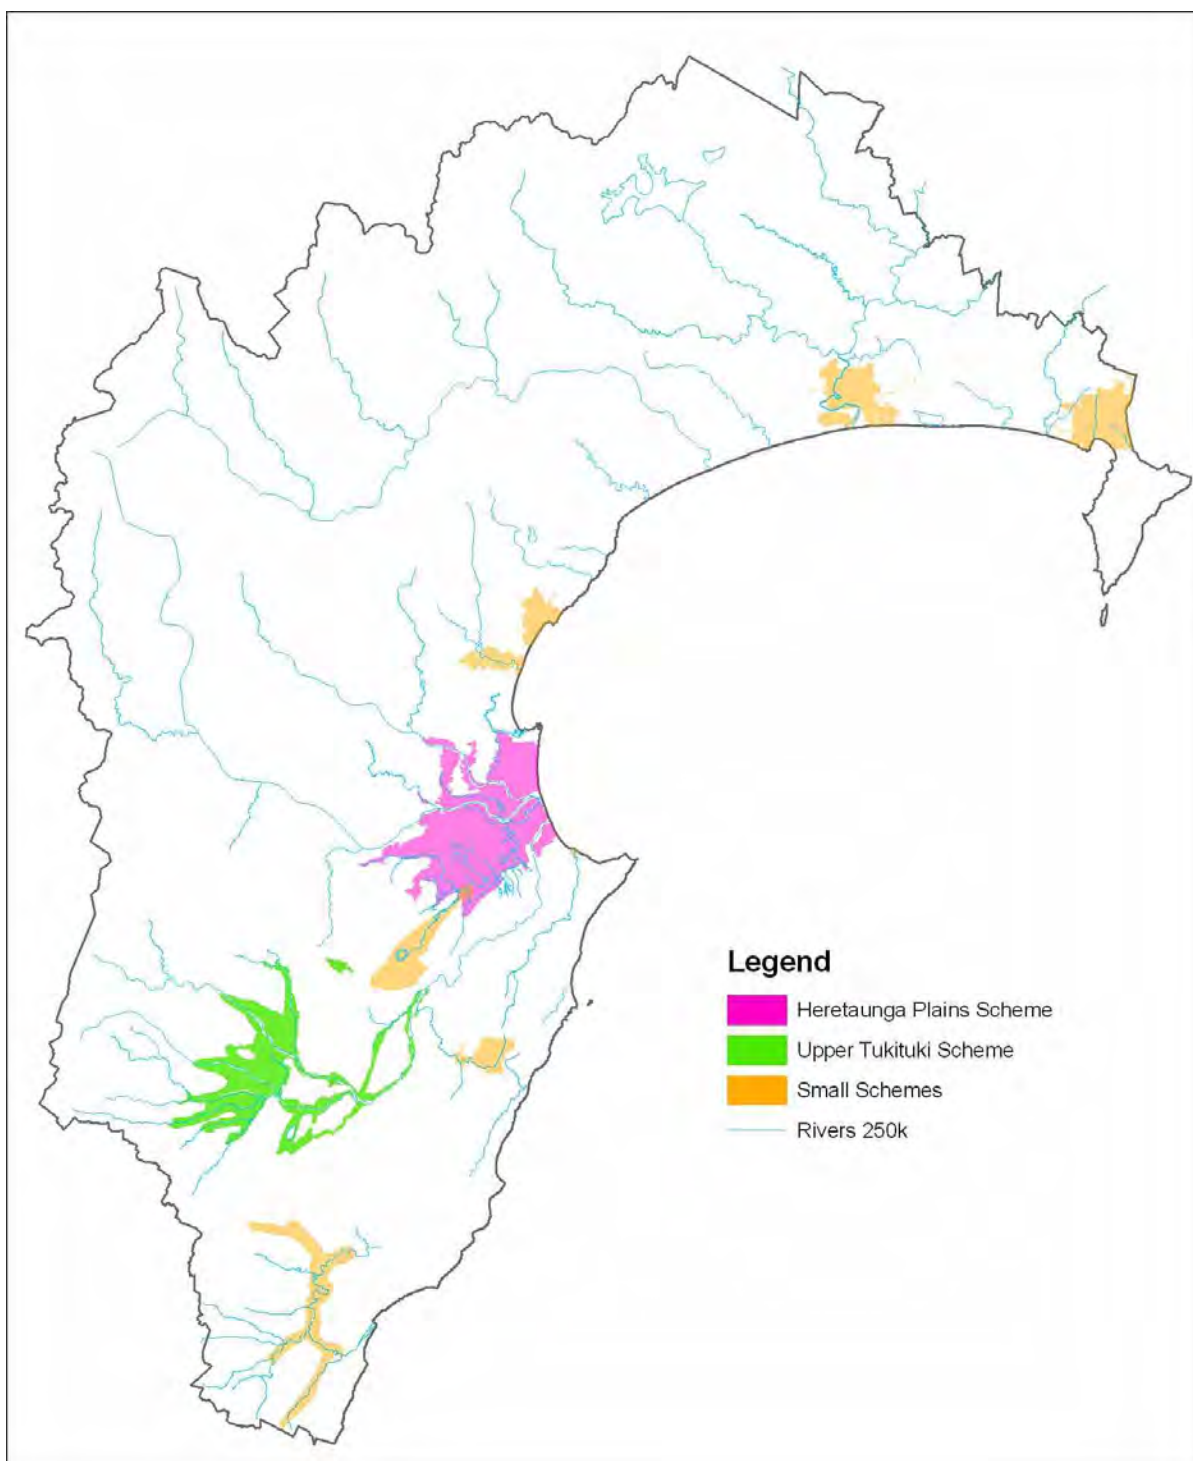 Legend
Heretaunga Plains Scheme
Upper Tukituki Scheme
Small Schemes
Rivers 250k